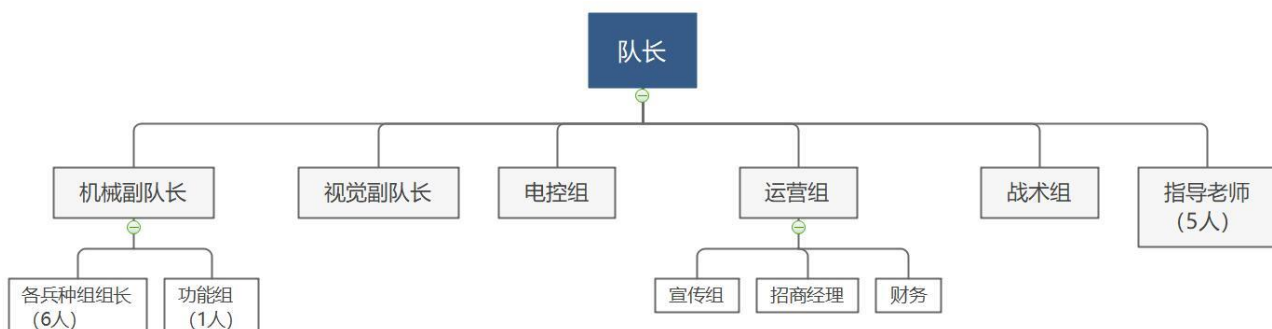 队长
机械副队长
视觉副队长
电控组
运营组
战术组
指导老师
（5人）
各兵种组组长
（6人）
功能组
（1人）
宣传组
招商经理
财务